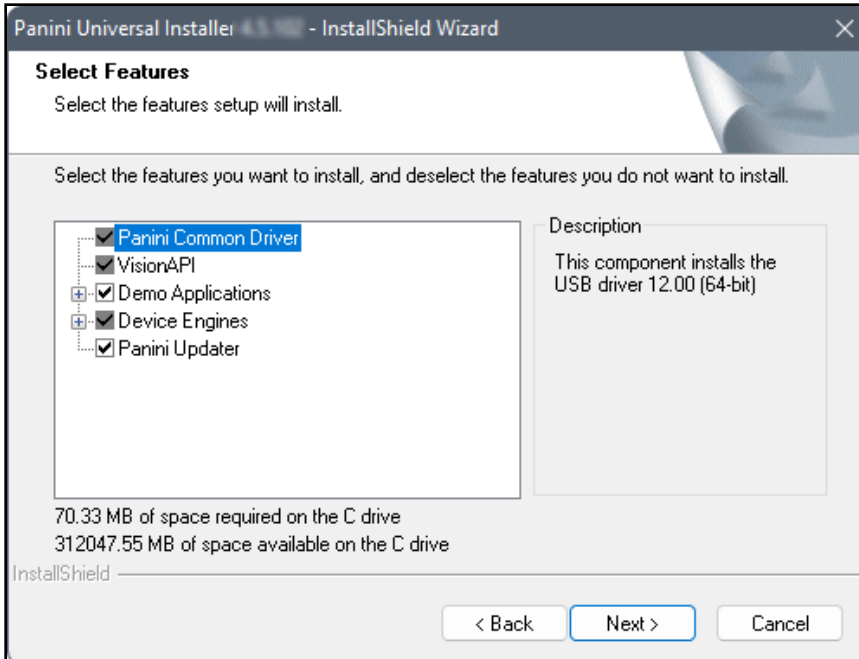 Panini Universal Installer - InstallShield Wizard
Select Features
Select the features setup will install.
Select the features you want to install, and deselect the features you do not want to install.
Panini Common Driver
VisionAPI
Demo Applications
Device Engines
Panini Updater
Description
This component installs the
USB driver 12.00 (64-bit)
70.33 MB of space required on the C drive
312047.55 MB of space available on the C drive
InstallShield
< Back
Next >
Cancel